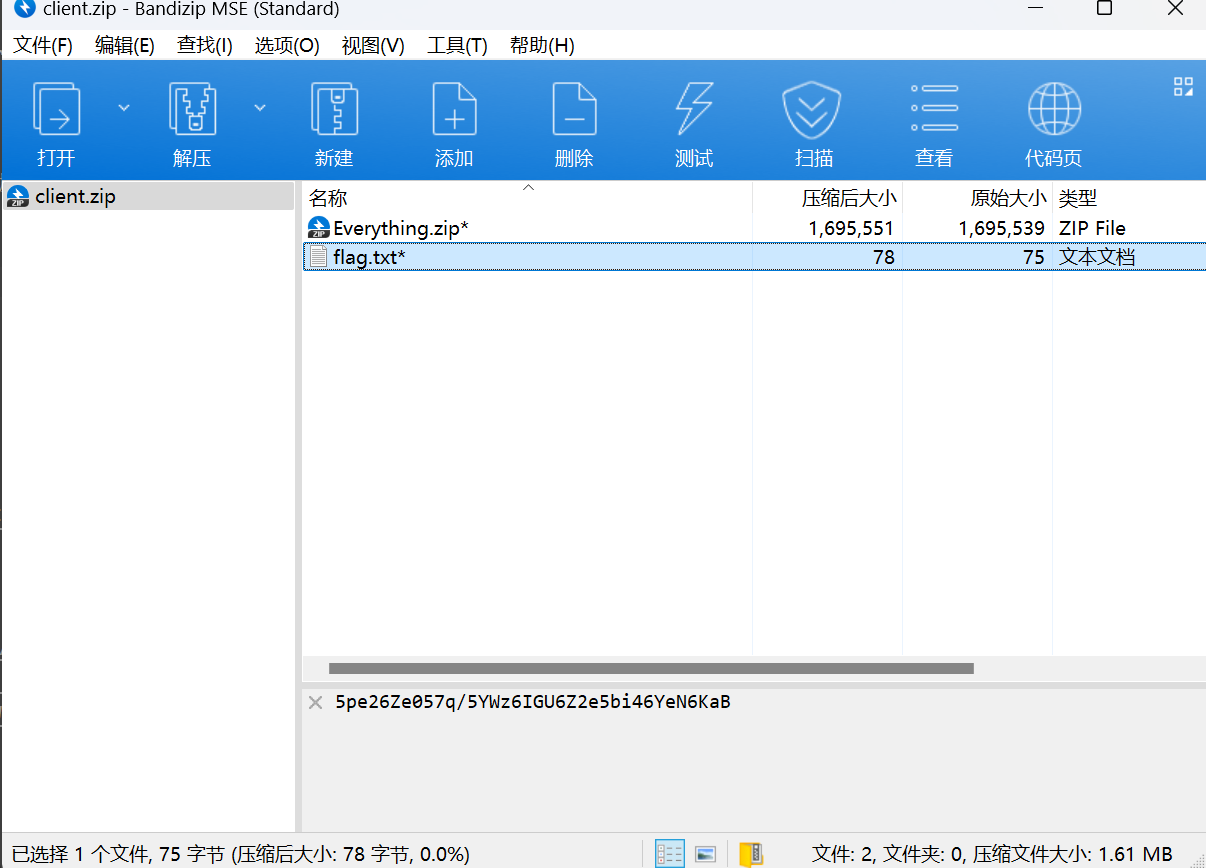 client.zip - Bandizip MSE (Standard)
文件(F) 编辑(E) 查找(I) 选项(O) 视图(V) 工具(T) 帮助(H)
打开 解压 新建 添加 删除 测试 扫描 查看 代码页
client.zip
名称 压缩后大小 原始大小 类型
Everything.zip* 1,695,551 1,695,539 ZIP File
flag.txt* 78 75 文本文档
5pe26Ze057q/5YWz6IGU6Z2e5bi46YeN6KaB
已选择 1 个文件, 75 字节 (压缩后大小: 78 字节, 0.0%) 文件: 2, 文件夹: 0, 压缩文件大小: 1.61 MB